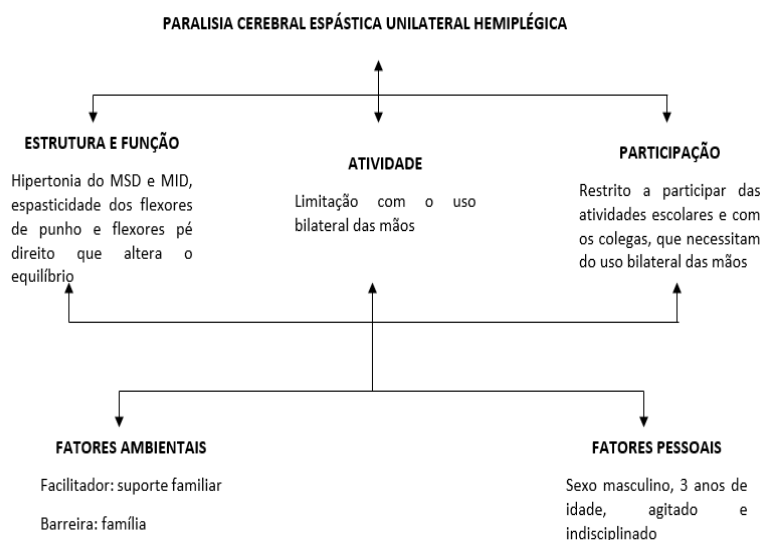 PARALISIA CEREBRAL ESPÁSTICA UNILATERAL HEMIPLÉGICA
ESTRUTURA E FUNÇÃO
Hipertonia do MSD e MID,
espasticidade dos flexores
de punho e flexores pé
direito que altera o
equilíbrio
ATIVIDADE
Limitação com o uso
bilateral das mãos
PARTICIPAÇÃO
Restrito a participar das
atividades escolares e com
os colegas, que necessitam
do uso bilateral das mãos
FATORES AMBIENTAIS
Facilitador: suporte familiar
Barreira: família
FATORES PESSOAIS
Sexo masculino, 3 anos de
idade, agitado e
indisciplinado